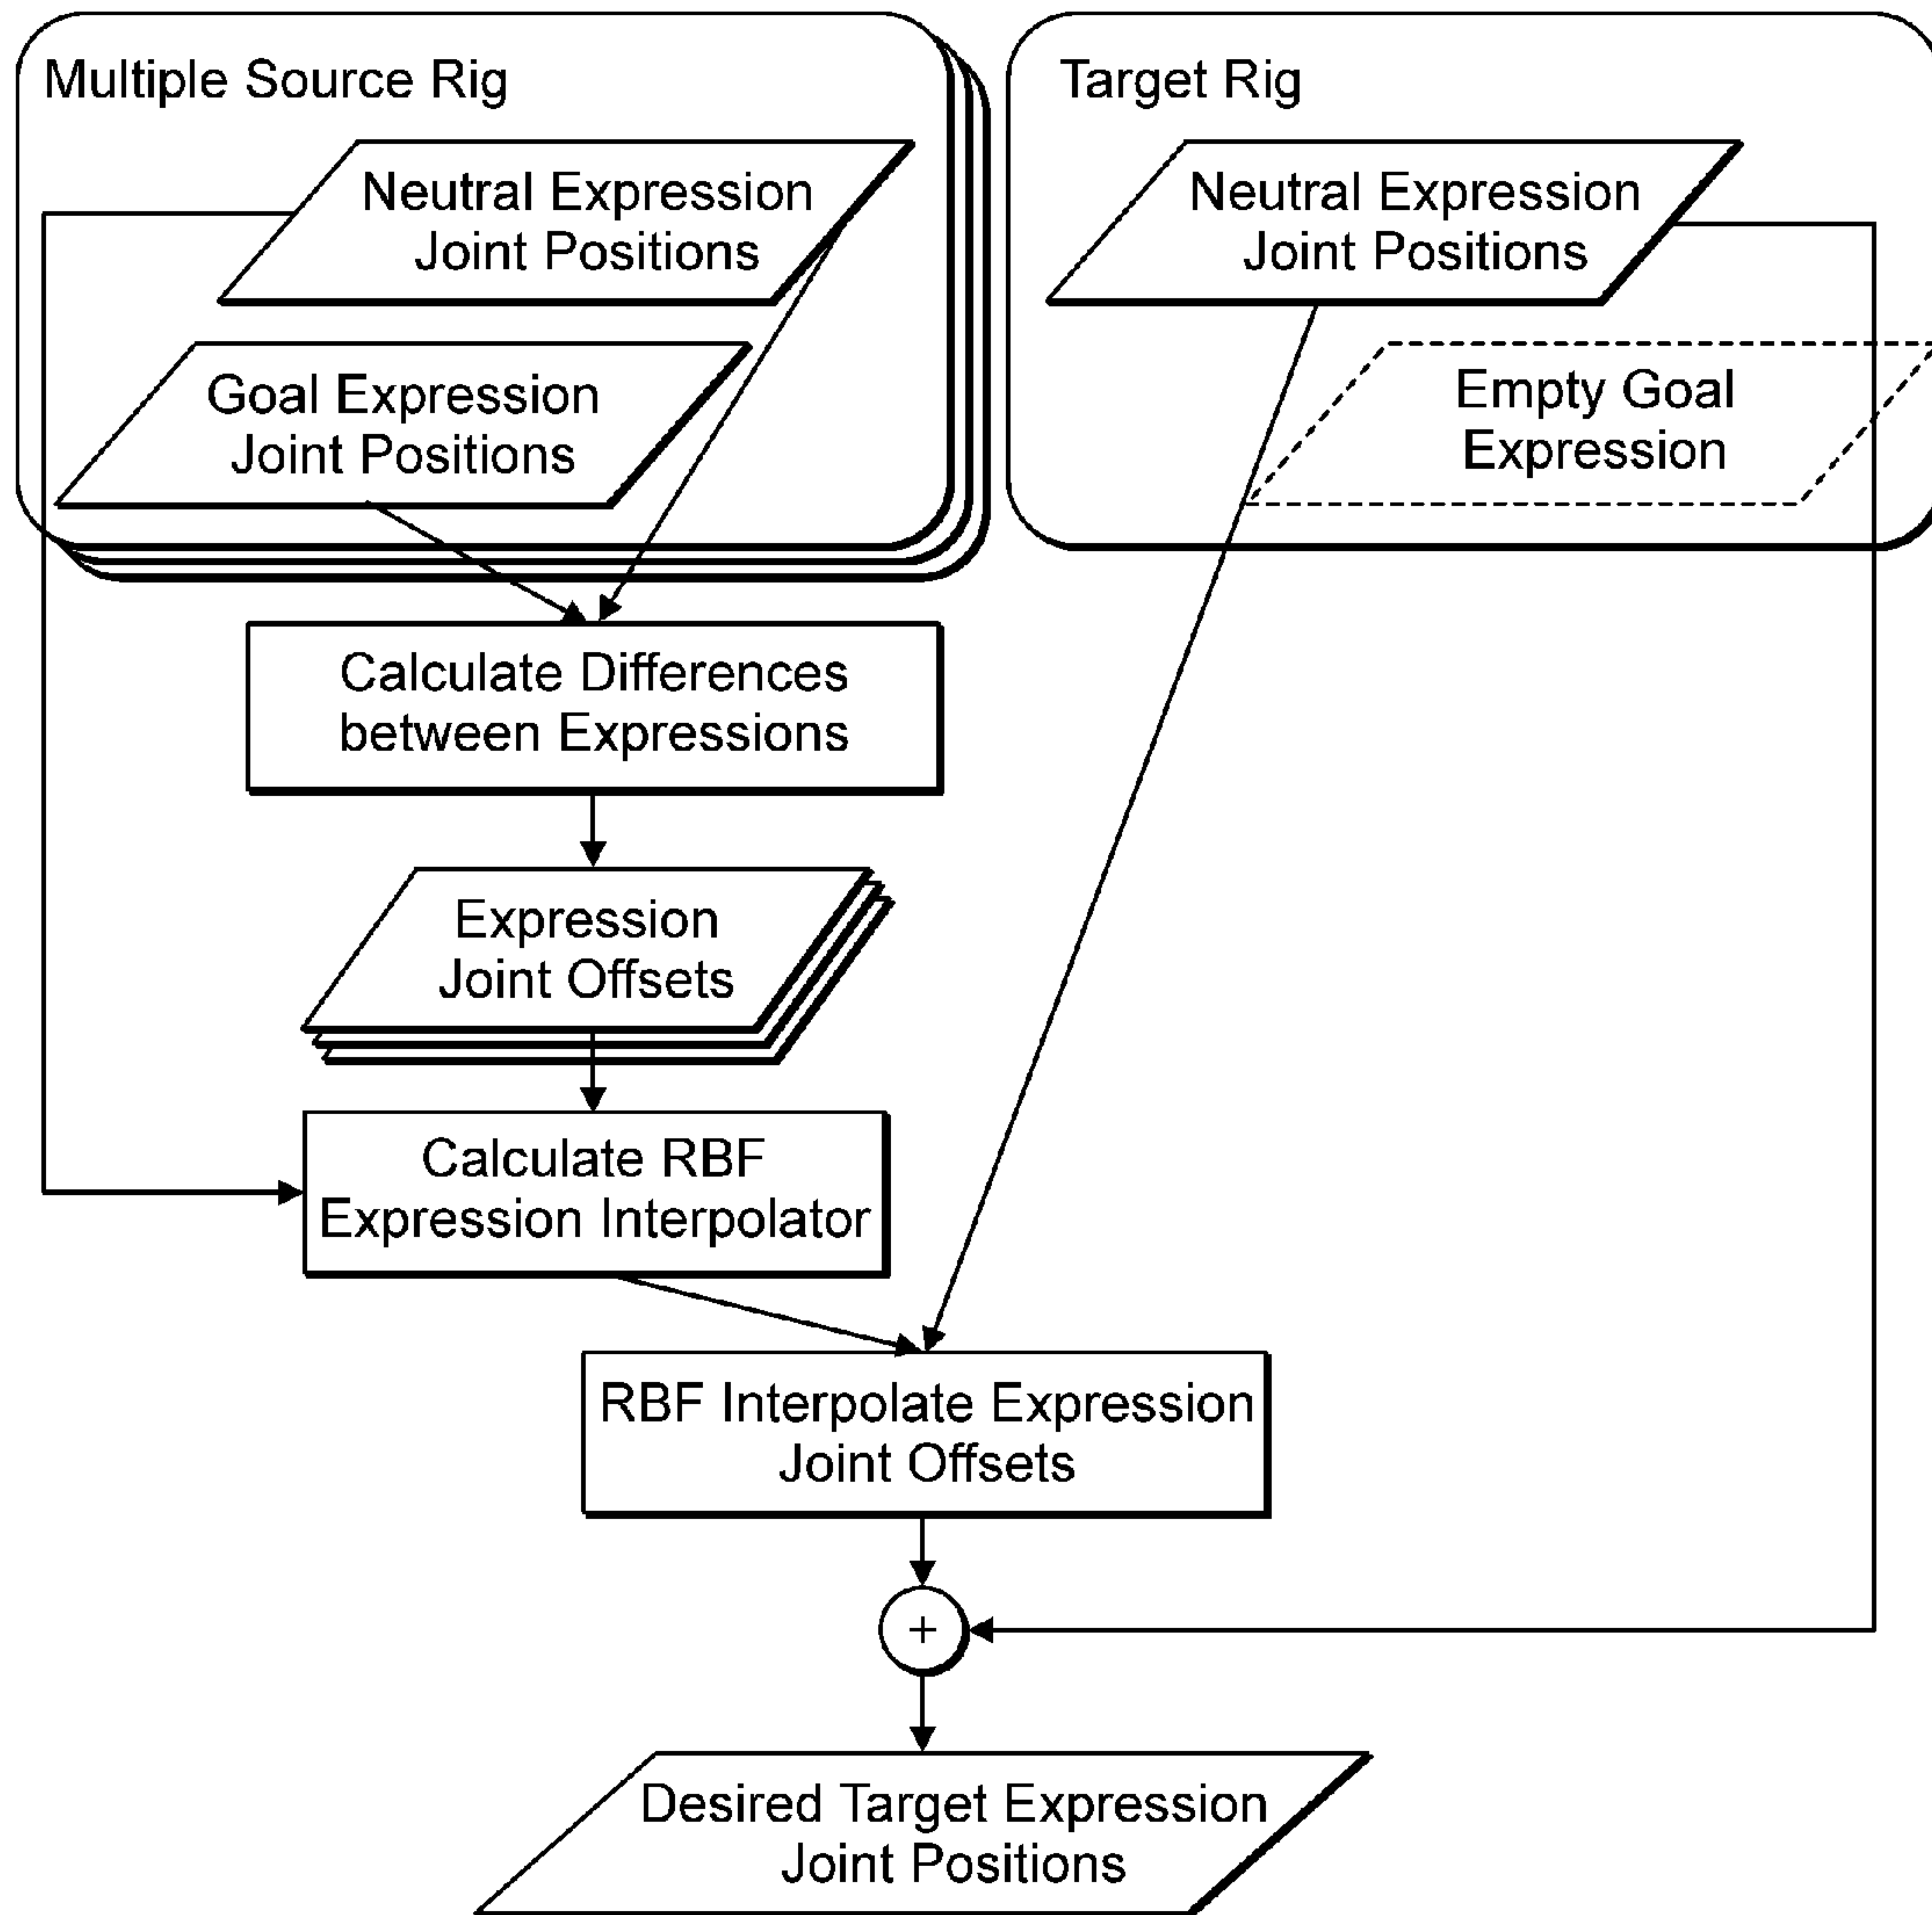 Multiple Source Rig
Neutral Expression
Joint Positions
Goal Expression
Joint Positions
Target Rig
Neutral Expression
Joint Positions
Empty Goal
Expression
Calculate Differences
between Expressions
Expression
Joint Offsets
Calculate RBF
Expression Interpolator
RBF Interpolate Expression
Joint Offsets
+
Desired Target Expression
Joint Positions